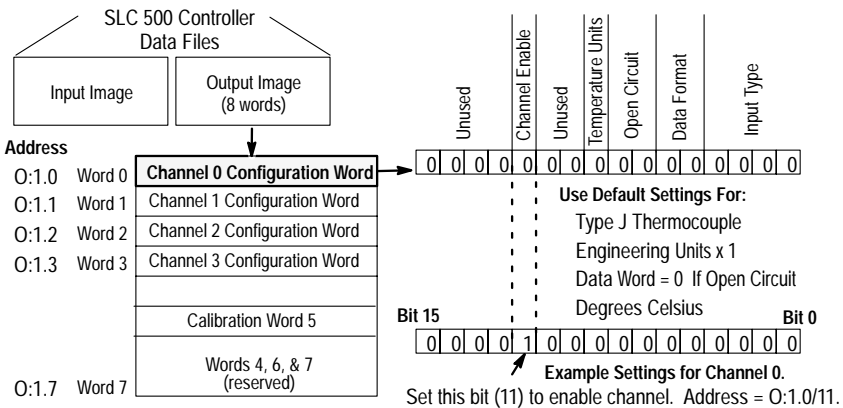 SLC 500 Controller
Data Files
Input Image
Output Image
(8 words)
Unused
Channel Enable
Unused
Temperature Units
Open Circuit
Data Format
Input Type
Address
O:1.0 Word 0 Channel 0 Configuration Word
O:1.1 Word 1 Channel 1 Configuration Word
O:1.2 Word 2 Channel 2 Configuration Word
O:1.3 Word 3 Channel 3 Configuration Word
Calibration Word 5
Words 4, 6, & 7
(reserved)
O:1.7 Word 7
0 0 0 0 0 0 0 0 0 0 0 0 0 0 0 0
Use Default Settings For:
Type J Thermocouple
Engineering Units x 1
Data Word = 0 If Open Circuit
Degrees Celsius
Bit 15 Bit 0
0 0 0 0 1 0 0 0 0 0 0 0 0 0 0 0
Example Settings for Channel 0.
Set this bit (11) to enable channel. Address = O:1.0/11.